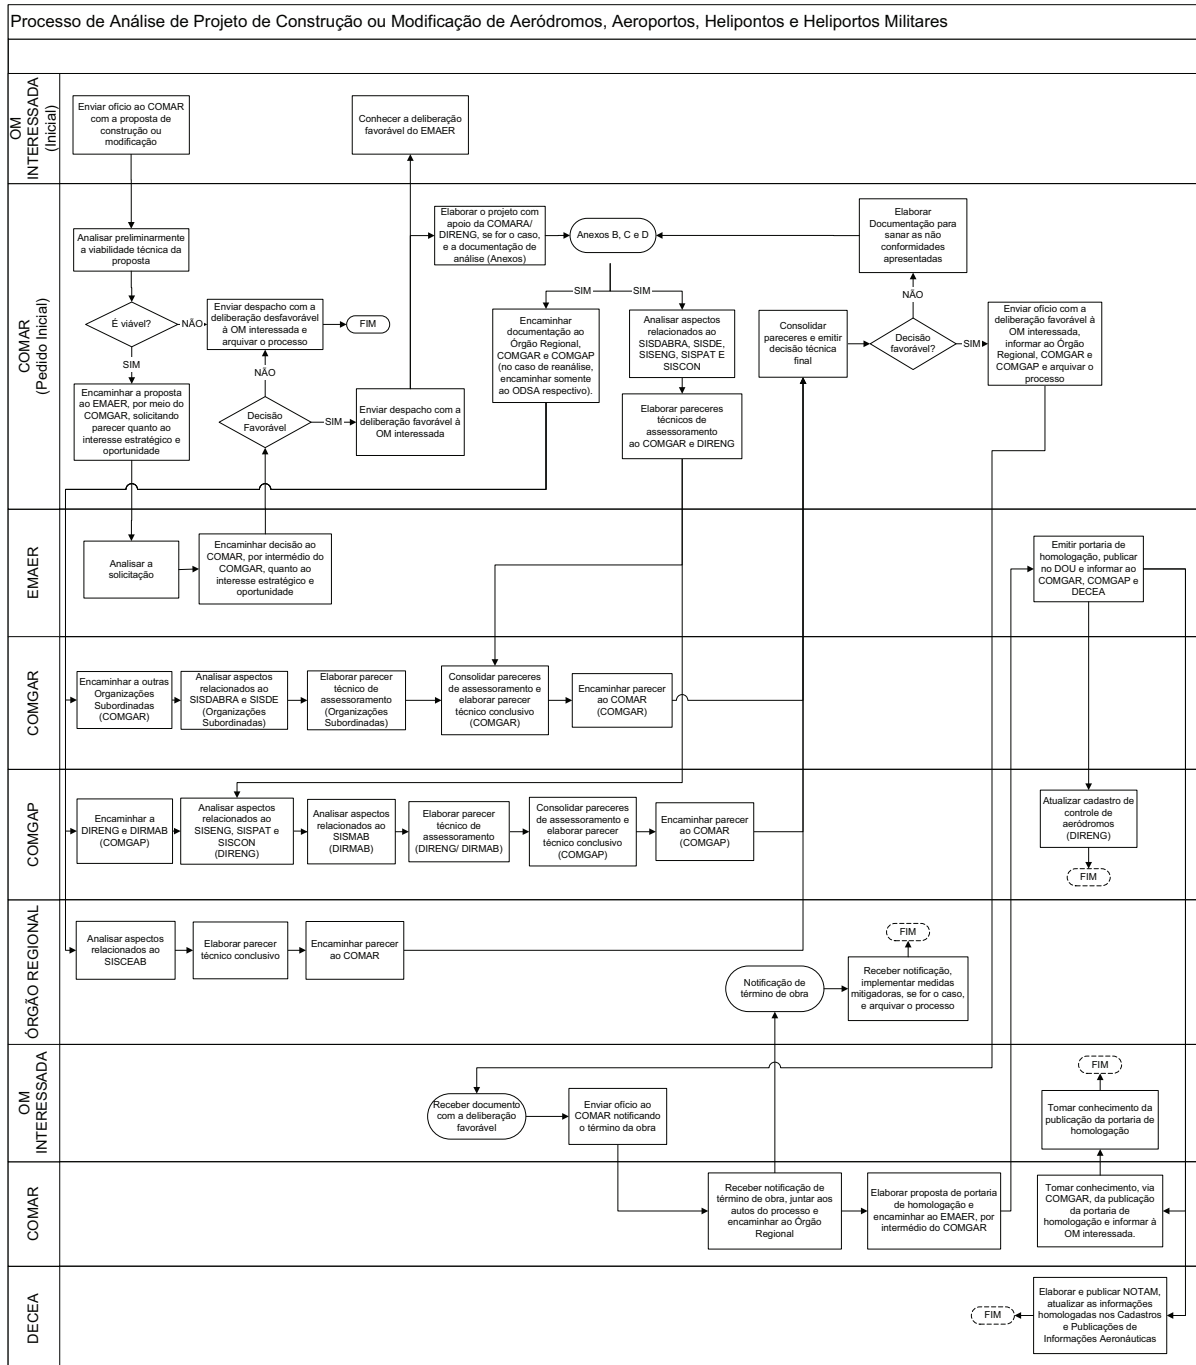 Processo de Análise de Projeto de Construção ou Modificação de Aeródromos, Aeroportos, Helipontos e Heliportos Militares
OM
INTERESSADA
(Inicial)
Enviar ofício ao COMAR
com a proposta de
construção ou
modificação
Conhecer a deliberação
favorável do EMAER
COMAR
(Pedido Inicial)
Analisar preliminarmente
a viabilidade técnica da
proposta
É viável?
NÃO
SIM
Enviar despacho com a
deliberação desfavorável
à OM interessada e
arquivar o processo
FIM
Encaminhar a proposta
ao EMAER, por meio do
COMGAR, solicitando
parecer quanto ao
interesse estratégico e
oportunidade
NÃO
Decisão
Favorável
SIM
Enviar despacho com a
deliberação favorável à
OM interessada
Elaborar o projeto com
apoio da COMARA/
DIRENG, se for o caso,
e a documentação de
análise (Anexos)
Anexos B, C e D
SIM
SIM
Encaminhar
documentação ao
Órgão Regional,
COMGAR e COMGAP
(no caso de reanálise,
encaminhar somente
ao ODSA respectivo).
Analisar aspectos
relacionados ao
SISDABRA, SISDE,
SISENG, SISPAT E
SISCON
Elaborar pareceres
técnicos de
assessoramento
ao COMGAR e DIRENG
Consolidar
pareceres e emitir
decisão técnica
final
Elaborar
Documentação para
sanar as não
conformidades
apresentadas
NÃO
Decisão
favorável?
SIM
Enviar ofício com a
deliberação favorável à
OM interessada,
informar ao Órgão
Regional, COMGAR e
COMGAP e arquivar o
processo
EMAER
Analisar a
solicitação
Encaminhar decisão ao
COMAR, por intermédio do
COMGAR, quanto ao
interesse estratégico e
oportunidade
Emitir portaria de
homologação, publicar
no DOU e informar ao
COMGAR, COMGAP e
DECEA
COMGAR
Encaminhar a outras
Organizações
Subordinadas
(COMGAR)
Analisar aspectos
relacionados ao
SISDABRA e SISDE
(Organizações
Subordinadas)
Elaborar parecer
técnico de
assessoramento
(Organizações
Subordinadas)
Consolidar pareceres
de assessoramento e
elaborar parecer
técnico conclusivo
(COMGAR)
Encaminhar parecer
ao COMAR
(COMGAR)
COMGAP
Encaminhar a
DIRENG e DIRMAB
(COMGAP)
Analisar aspectos
relacionados ao
SISENG, SISPAT e
SISCON
(DIRENG)
Analisar aspectos
relacionados ao
SISMAB
(DIRMAB)
Elaborar parecer
técnico de
assessoramento
(DIRENG/ DIRMAB)
Consolidar pareceres
de assessoramento e
elaborar parecer
técnico conclusivo
(COMGAP)
Encaminhar parecer
ao COMAR
(COMGAP)
Atualizar cadastro de
controle de
aeródromos
(DIRENG)
FIM
ÓRGÃO REGIONAL
Analisar aspectos
relacionados ao
SISCEAB
Elaborar parecer
técnico conclusivo
Encaminhar parecer
ao COMAR
Notificação de
término de obra
FIM
Receber notificação,
implementar medidas
mitigadoras, se for o caso,
e arquivar o processo
OM
INTERESSADA
Receber documento
com a deliberação
favorável
Enviar ofício ao
COMAR notificando
o término da obra
FIM
Tomar conhecimento da
publicação da portaria de
homologação
COMAR
Receber notificação de
término de obra, juntar aos
autos do processo e
encaminhar ao Órgão
Regional
Elaborar proposta de portaria
de homologação e
encaminhar ao EMAER, por
intermédio do COMGAR
Tomar conhecimento, via
COMGAR, da publicação
da portaria de
homologação e informar à
OM interessada.
DECEA
FIM
Elaborar e publicar NOTAM,
atualizar as informações
homologadas nos Cadastros
e Publicações de
Informações Aeronáuticas